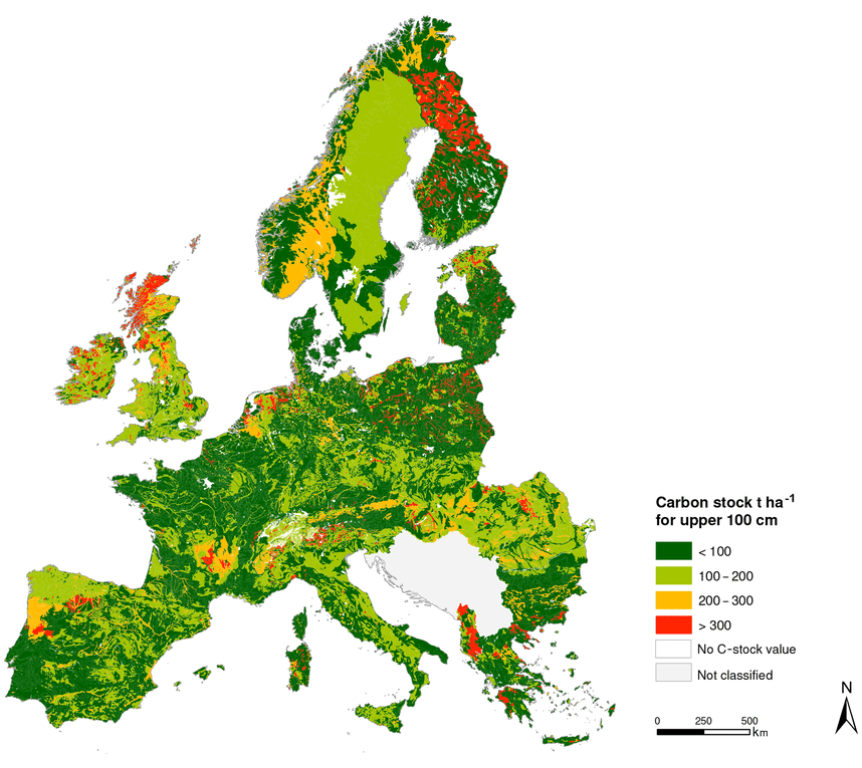 Carbon stock t ha⁻¹
for upper 100 cm
< 100
100 – 200
200 – 300
> 300
No C-stock value
Not classified
N
0 250 500
km